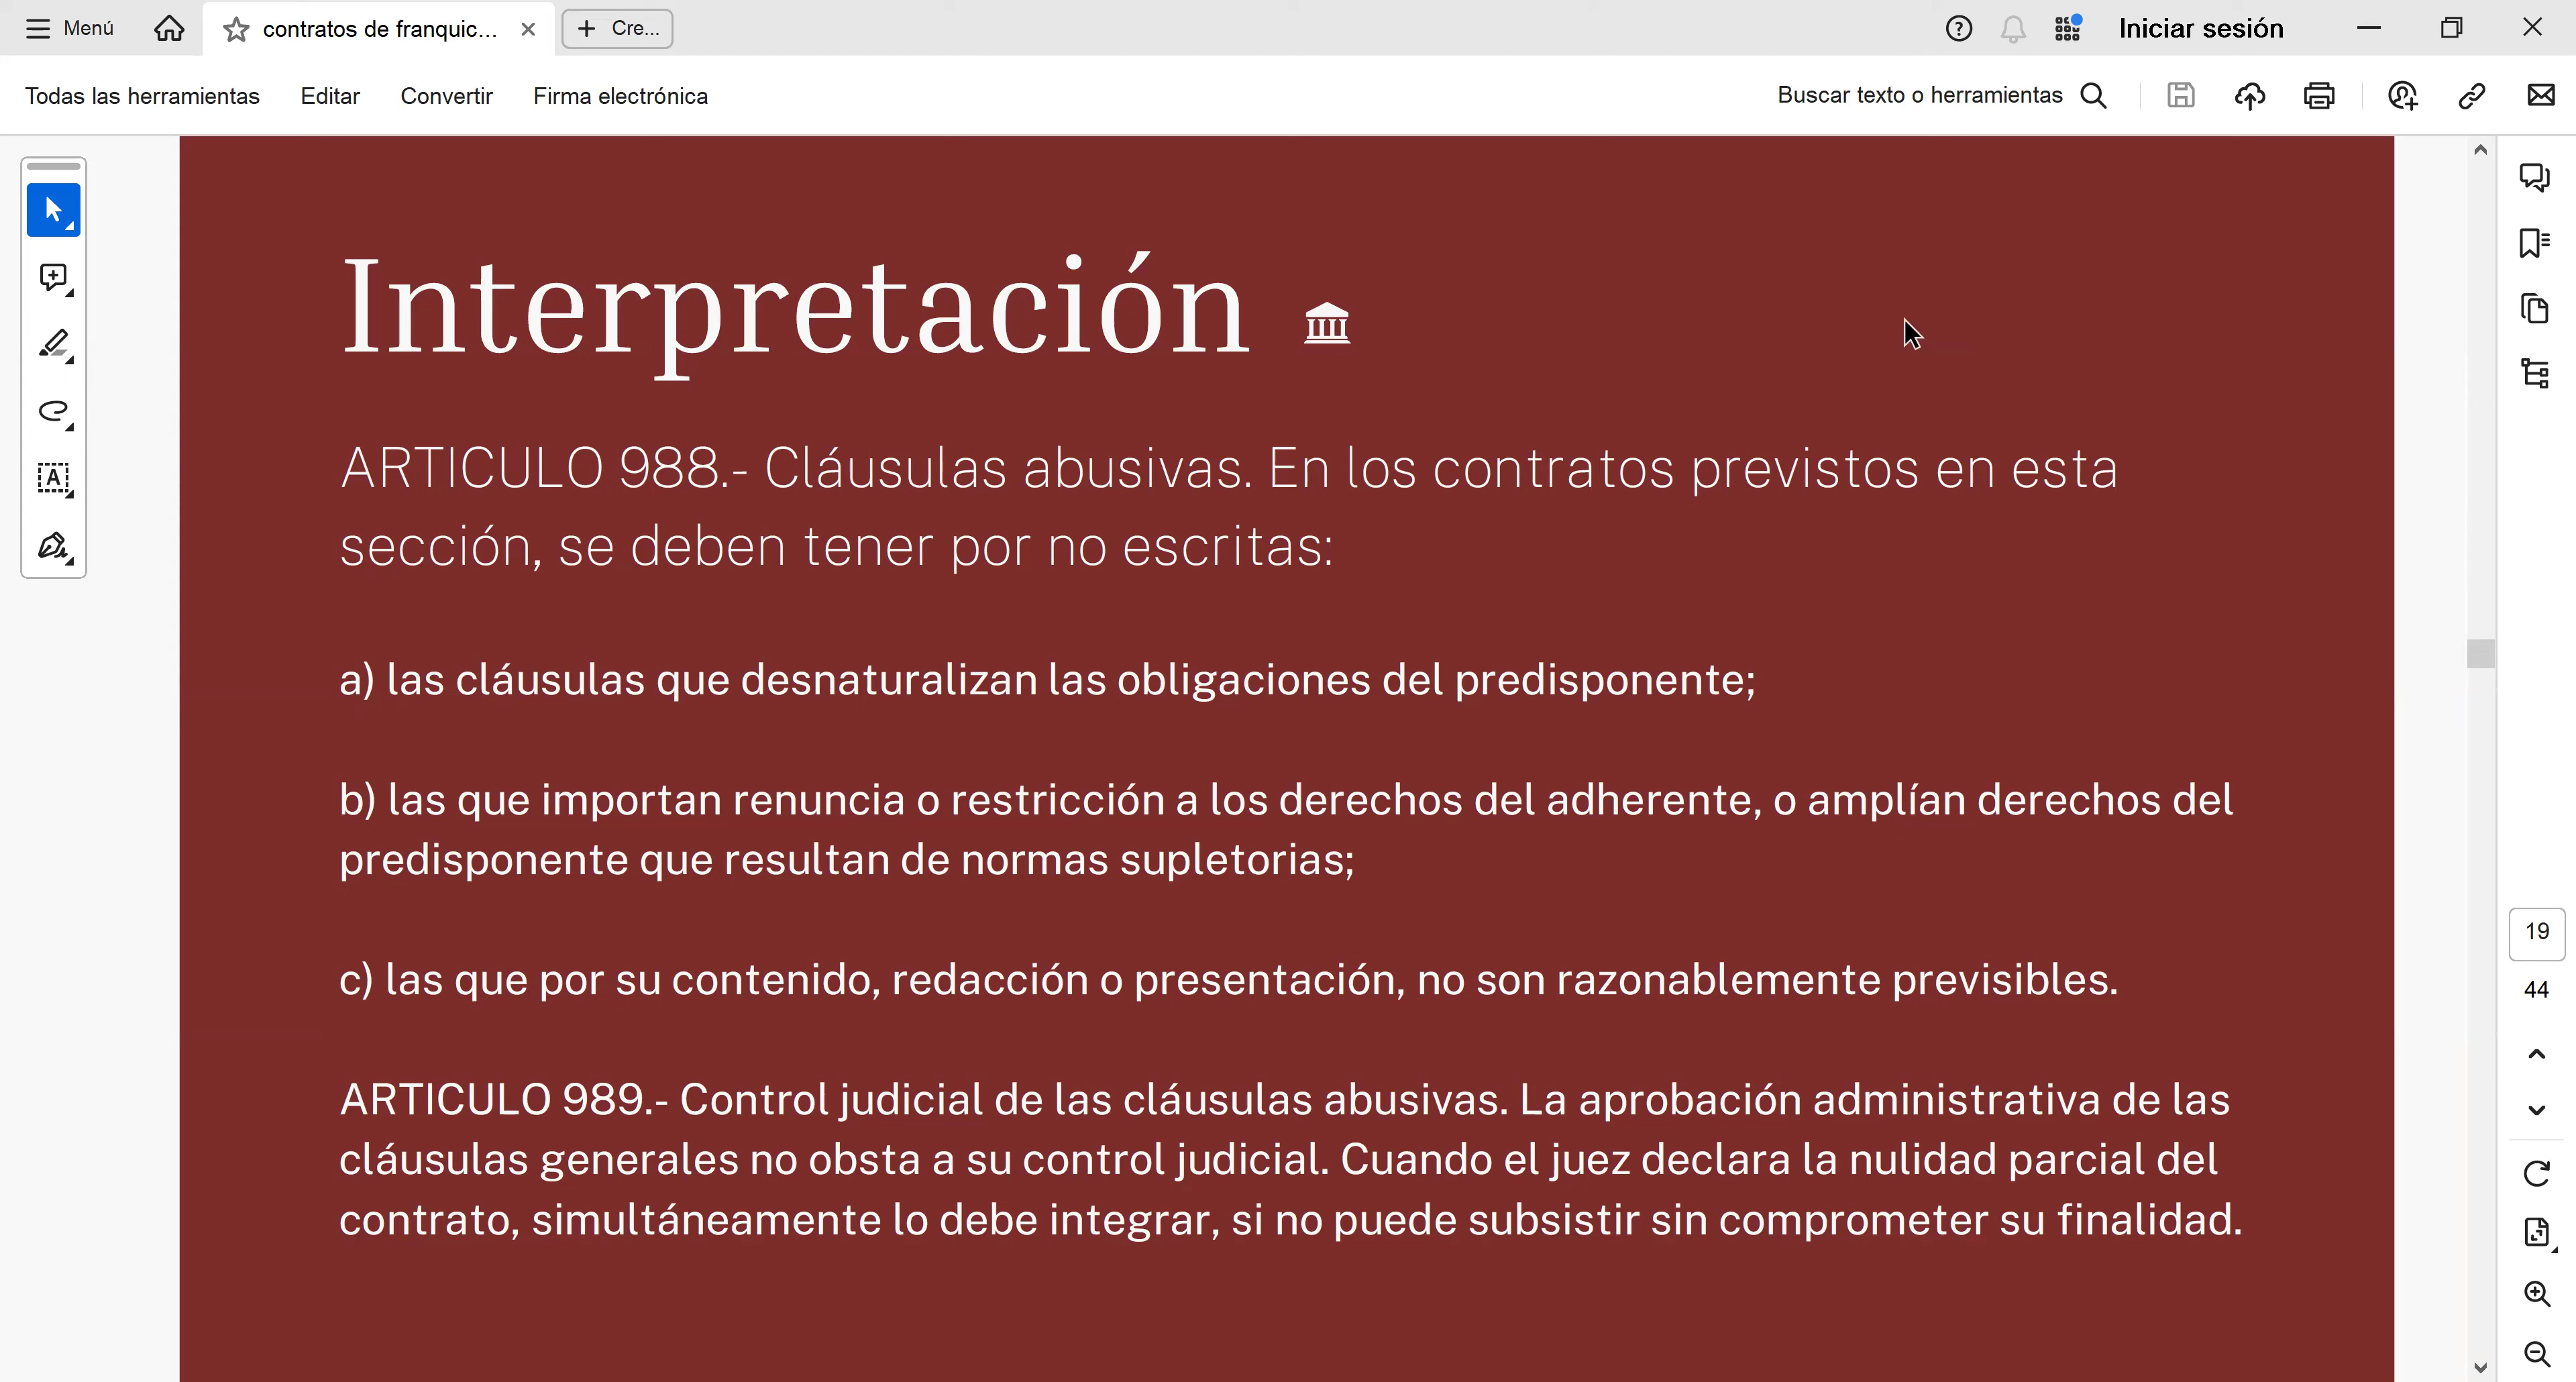 Menú
contratos de franquic...
Cre...
Iniciar sesión
Todas las herramientas
Editar
Convertir
Firma electrónica
Buscar texto o herramientas
Interpretación
ARTICULO 988.- Cláusulas abusivas. En los contratos previstos en esta
sección, se deben tener por no escritas:
a) las cláusulas que desnaturalizan las obligaciones del predisponente;
b) las que importan renuncia o restricción a los derechos del adherente, o amplían derechos del
predisponente que resultan de normas supletorias;
c) las que por su contenido, redacción o presentación, no son razonablemente previsibles.
ARTICULO 989.- Control judicial de las cláusulas abusivas. La aprobación administrativa de las
cláusulas generales no obsta a su control judicial. Cuando el juez declara la nulidad parcial del
contrato, simultáneamente lo debe integrar, si no puede subsistir sin comprometer su finalidad.
19
44